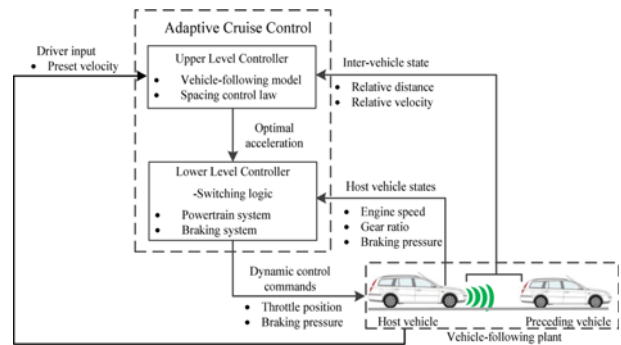 Adaptive Cruise Control
Driver input
• Preset velocity
Upper Level Controller
• Vehicle-following model
• Spacing control law
Inter-vehicle state
• Relative distance
• Relative velocity
Optimal
acceleration
Lower Level Controller
-Switching logic
• Powertrain system
• Braking system
Host vehicle states
• Engine speed
• Gear ratio
• Braking pressure
Dynamic control
commands
• Throttle position
• Braking pressure
Host vehicle
Preceding vehicle
Vehicle-following plant